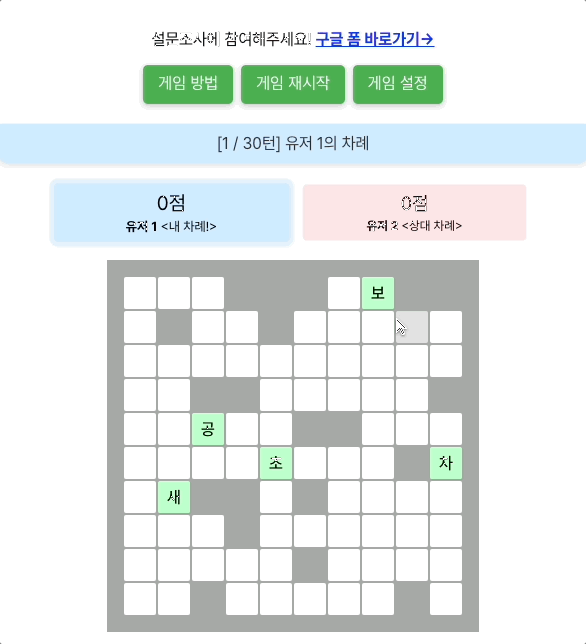 설문조사에 참여해주세요! 구글 폼 바로가기→
게임 방법 게임 재시작 게임 설정
[1 / 30턴] 유저 1의 차례
0점 0점
유저 1 <내 차례!> 유저 2 <상대 차례>
보
공
초 차
새